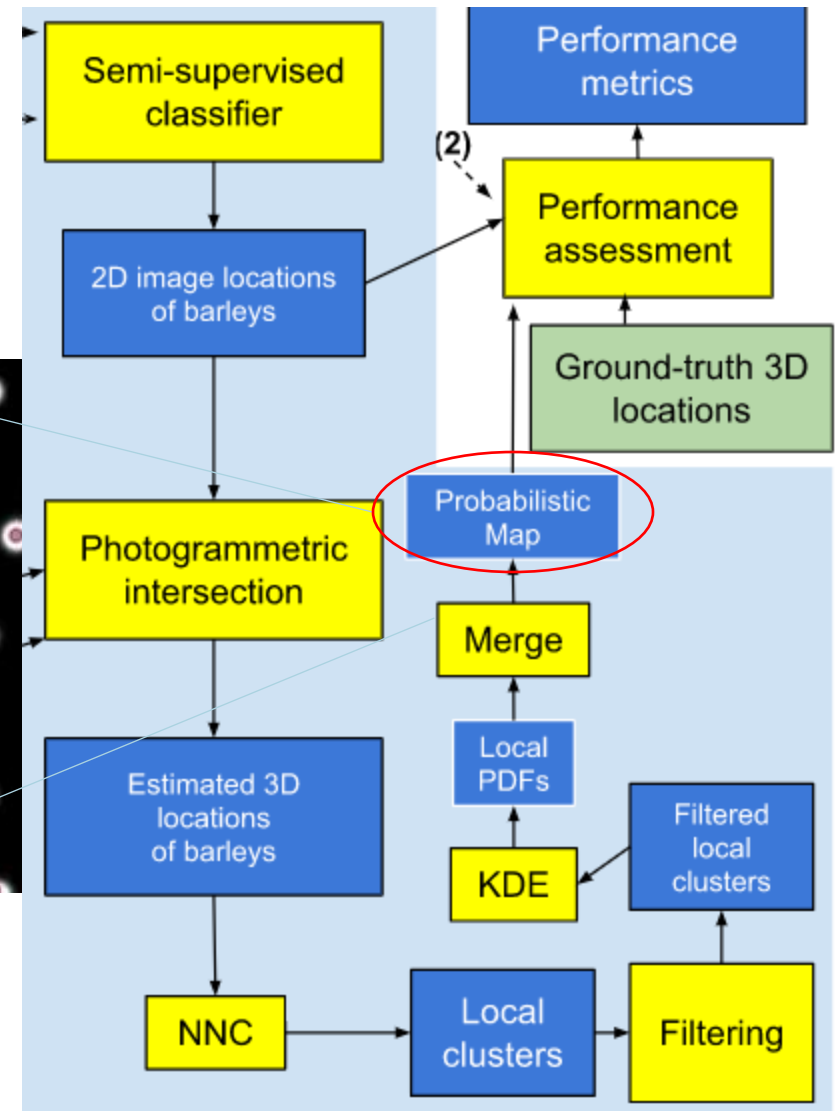 Semi-supervised
classifier
2D image locations
of barleys
Photogrammetric
intersection
Estimated 3D
locations
of barleys
NNC
Local
clusters
Filtering
Filtered
local
clusters
KDE
Local
PDFs
Merge
Probabilistic
Map
Ground-truth 3D
locations
(2)
Performance
assessment
Performance
metrics